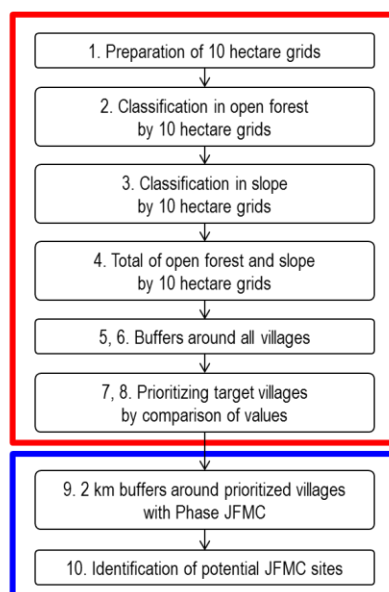 1. Preparation of 10 hectare grids
2. Classification in open forest
by 10 hectare grids
3. Classification in slope
by 10 hectare grids
4. Total of open forest and slope
by 10 hectare grids
5, 6. Buffers around all villages
7, 8. Prioritizing target villages
by comparison of values
9. 2 km buffers around prioritized villages
with Phase JFMC
10. Identification of potential JFMC sites